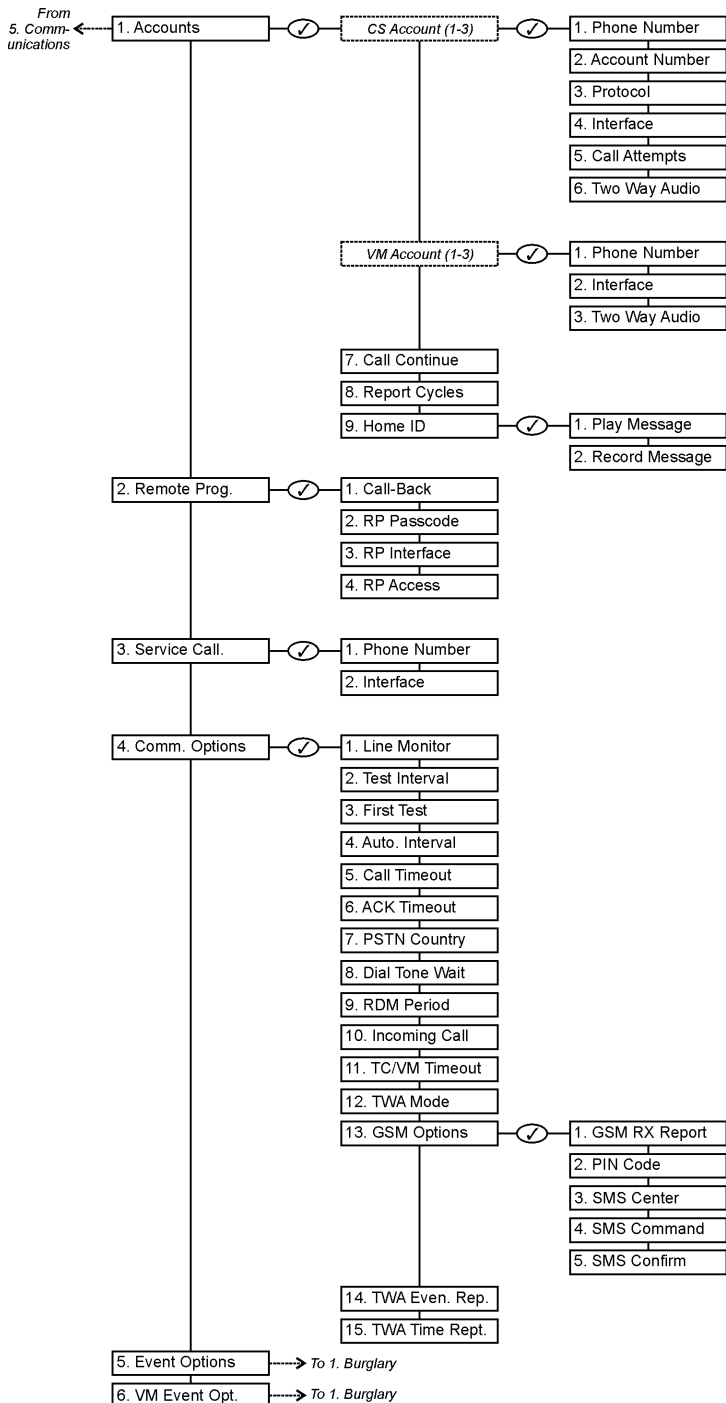 From
5. Comm-
unications
1. Accounts
CS Account (1-3)
1. Phone Number
2. Account Number
3. Protocol
4. Interface
5. Call Attempts
6. Two Way Audio
VM Account (1-3)
1. Phone Number
2. Interface
3. Two Way Audio
7. Call Continue
8. Report Cycles
9. Home ID
1. Play Message
2. Record Message
2. Remote Prog.
1. Call-Back
2. RP Passcode
3. RP Interface
4. RP Access
3. Service Call.
1. Phone Number
2. Interface
4. Comm. Options
1. Line Monitor
2. Test Interval
3. First Test
4. Auto. Interval
5. Call Timeout
6. ACK Timeout
7. PSTN Country
8. Dial Tone Wait
9. RDM Period
10. Incoming Call
11. TC/VM Timeout
12. TWA Mode
13. GSM Options
1. GSM RX Report
2. PIN Code
3. SMS Center
4. SMS Command
5. SMS Confirm
14. TWA Even. Rep.
15. TWA Time Rept.
5. Event Options
To 1. Burglary
6. VM Event Opt.
To 1. Burglary